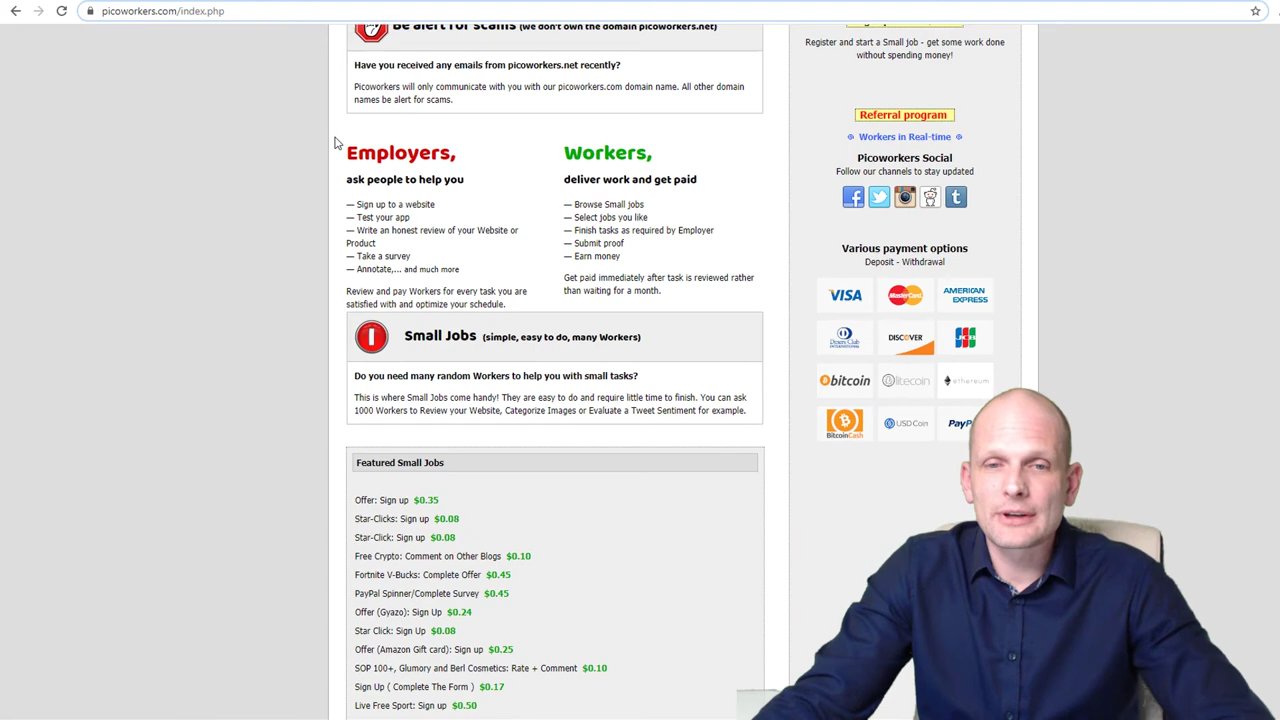 picoworkers.com/index.php
Be alert for scams (we don't own the domain picoworkers.net)
Have you received any emails from picoworkers.net recently?
Picoworkers will only communicate with you with our picoworkers.com domain name. All other domain
names be alert for scams.
Employers,
ask people to help you
— Sign up to a website
— Test your app
— Write an honest review of your Website or
Product
— Take a survey
— Annotate,... and much more
Review and pay Workers for every task you are
satisfied with and optimize your schedule.
Workers,
deliver work and get paid
— Browse Small jobs
— Select jobs you like
— Finish tasks as required by Employer
— Submit proof
— Earn money
Get paid immediately after task is reviewed rather
than waiting for a month.
Small Jobs (simple, easy to do, many Workers)
Do you need many random Workers to help you with small tasks?
This is where Small Jobs come handy! They are easy to do and require little time to finish. You can ask
1000 Workers to Review your Website, Categorize Images or Evaluate a Tweet Sentiment for example.
Featured Small Jobs
Offer: Sign up $0.35
Star-Clicks: Sign up $0.08
Star-Click: Sign up $0.08
Free Crypto: Comment on Other Blogs $0.10
Fortnite V-Bucks: Complete Offer $0.45
PayPal Spinner/Complete Survey $0.45
Offer (Gyazo): Sign Up $0.24
Star Click: Sign Up $0.08
Offer (Amazon Gift card): Sign up $0.25
SOP 100+, Glumory and Berl Cosmetics: Rate + Comment $0.10
Sign Up ( Complete The Form ) $0.17
Live Free Sport: Sign up $0.50
Register and start a Small job - get some work done
without spending money!
Referral program
Workers in Real-time
Picoworkers Social
Follow our channels to stay updated
Various payment options
Deposit - Withdrawal
VISA MasterCard AMERICAN EXPRESS
Diners Club INTERNATIONAL DISCOVER JCB
bitcoin litecoin ethereum
BitcoinCash USD Coin PayP